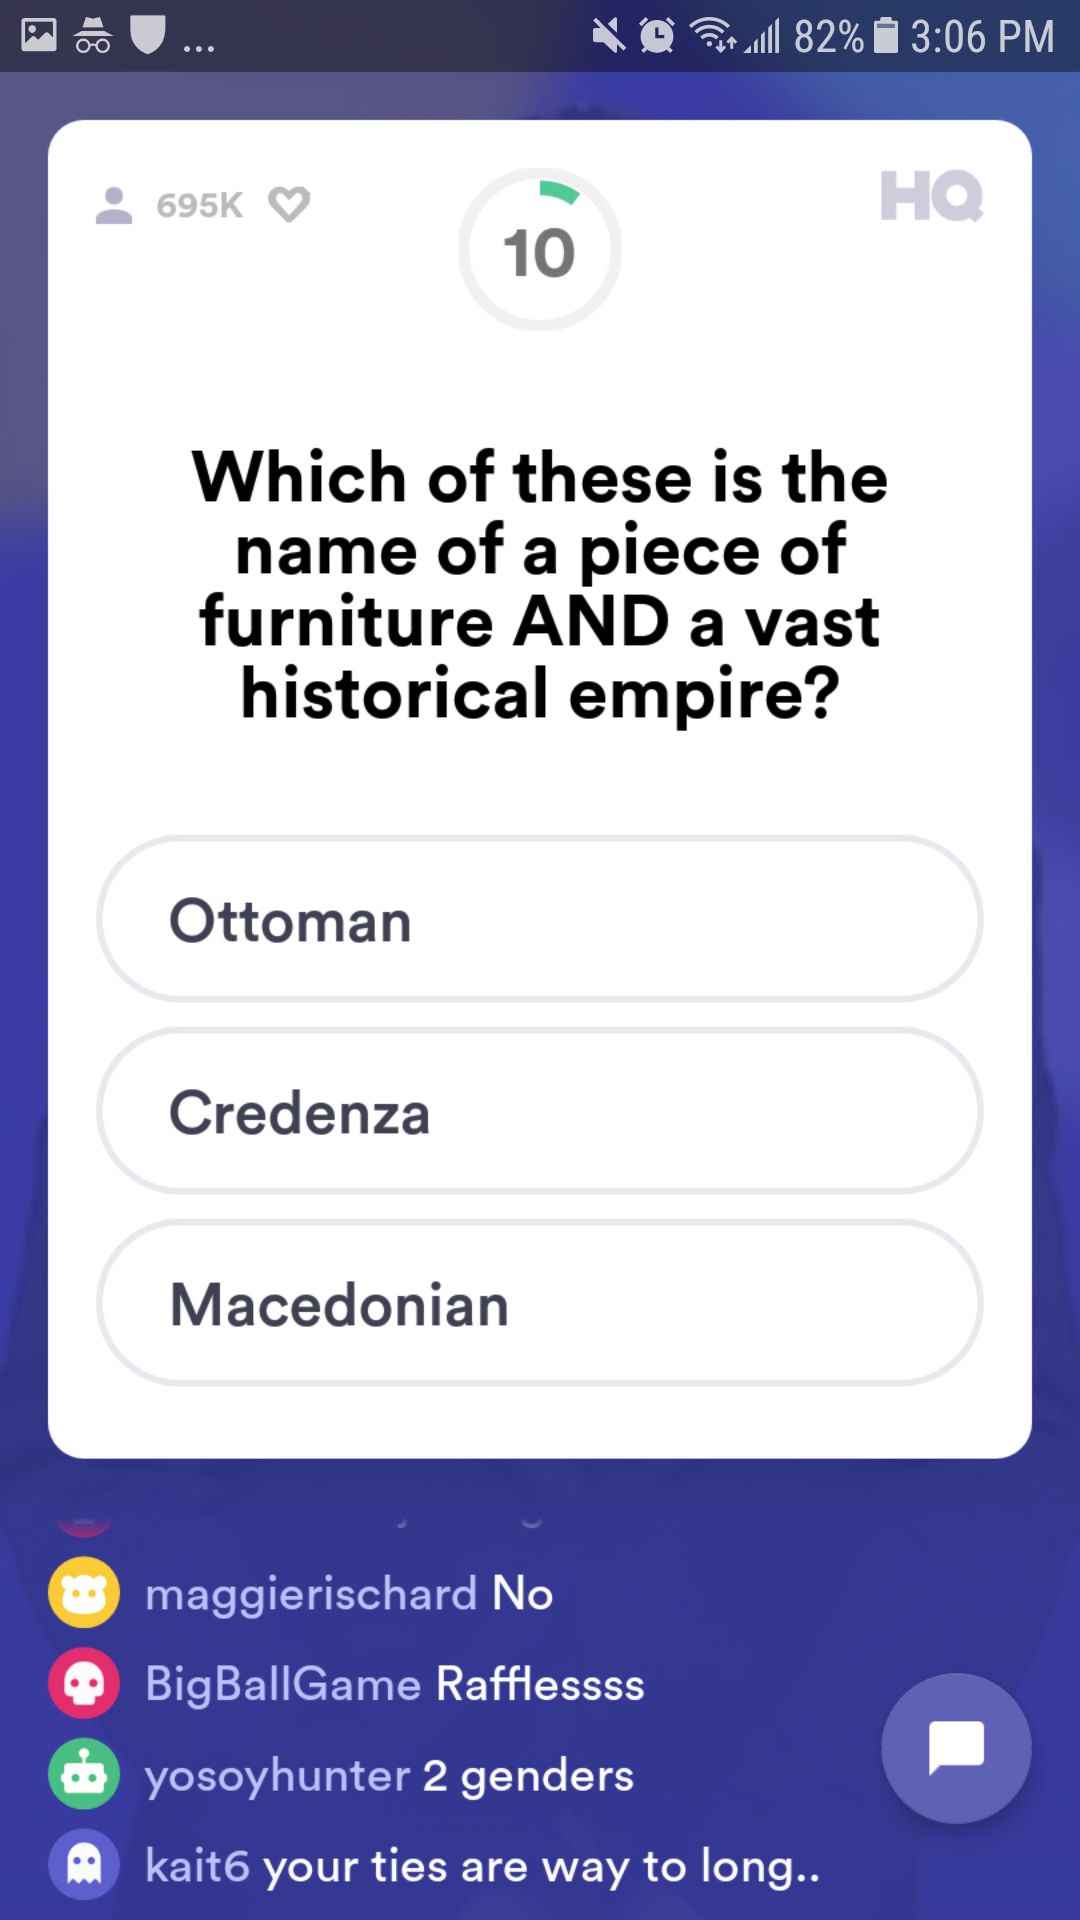 ... 82% 3:06 PM
695K
10
HQ
Which of these is the
name of a piece of
furniture AND a vast
historical empire?
Ottoman
Credenza
Macedonian
maggierischard No
BigBallGame Rafflessss
yosoyhunter 2 genders
kait6 your ties are way to long..